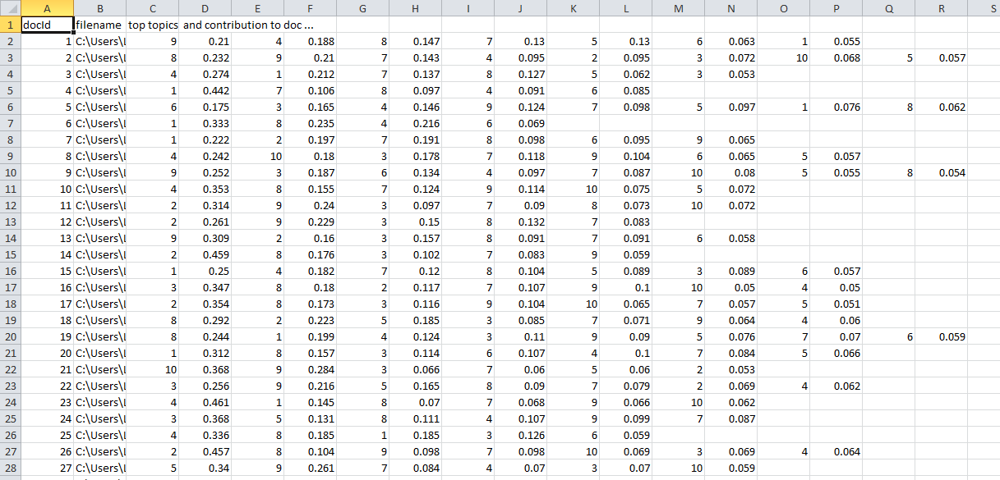 A B C D E F G H I J K L M N O P Q R S
1 docId filename top topics and contribution to doc ...
2 1 C:\Users\L 9 0.21 4 0.188 8 0.147 7 0.13 5 0.13 6 0.063 1 0.055
3 2 C:\Users\L 8 0.232 9 0.21 7 0.143 4 0.095 2 0.095 3 0.072 10 0.068 5 0.057
4 3 C:\Users\L 4 0.274 1 0.212 7 0.137 8 0.127 5 0.062 3 0.053
5 4 C:\Users\L 1 0.442 7 0.106 8 0.097 4 0.091 6 0.085
6 5 C:\Users\L 6 0.175 3 0.165 4 0.146 9 0.124 7 0.098 5 0.097 1 0.076 8 0.062
7 6 C:\Users\L 1 0.333 8 0.235 4 0.216 6 0.069
8 7 C:\Users\L 1 0.222 2 0.197 7 0.191 8 0.098 6 0.095 9 0.065
9 8 C:\Users\L 4 0.242 10 0.18 3 0.178 7 0.118 9 0.104 6 0.065 5 0.057
10 9 C:\Users\L 9 0.252 3 0.187 6 0.134 4 0.097 7 0.087 10 0.08 5 0.055 8 0.054
11 10 C:\Users\L 4 0.353 8 0.155 7 0.124 9 0.114 10 0.075 5 0.072
12 11 C:\Users\L 2 0.314 9 0.24 3 0.097 7 0.09 8 0.073 10 0.072
13 12 C:\Users\L 2 0.261 9 0.229 3 0.15 8 0.132 7 0.083
14 13 C:\Users\L 9 0.309 2 0.16 3 0.157 8 0.091 7 0.091 6 0.058
15 14 C:\Users\L 2 0.459 8 0.176 3 0.102 7 0.083 9 0.059
16 15 C:\Users\L 1 0.25 4 0.182 7 0.12 8 0.104 5 0.089 3 0.089 6 0.057
17 16 C:\Users\L 3 0.347 8 0.18 2 0.117 7 0.107 9 0.1 10 0.05 4 0.05
18 17 C:\Users\L 2 0.354 8 0.173 3 0.116 9 0.104 10 0.065 7 0.057 5 0.051
19 18 C:\Users\L 8 0.292 2 0.223 5 0.185 3 0.085 7 0.071 9 0.064 4 0.06
20 19 C:\Users\L 8 0.244 1 0.199 4 0.124 3 0.11 9 0.09 5 0.076 7 0.07 6 0.059
21 20 C:\Users\L 1 0.312 8 0.157 3 0.114 6 0.107 4 0.1 7 0.084 5 0.066
22 21 C:\Users\L 10 0.368 9 0.284 3 0.066 7 0.06 5 0.06 2 0.053
23 22 C:\Users\L 3 0.256 9 0.216 5 0.165 8 0.09 7 0.079 2 0.069 4 0.062
24 23 C:\Users\L 4 0.461 1 0.145 8 0.07 7 0.068 9 0.066 10 0.062
25 24 C:\Users\L 3 0.368 5 0.131 8 0.111 4 0.107 9 0.099 7 0.087
26 25 C:\Users\L 4 0.336 8 0.185 1 0.185 3 0.126 6 0.059
27 26 C:\Users\L 2 0.457 8 0.104 9 0.098 7 0.098 10 0.069 3 0.069 4 0.064
28 27 C:\Users\L 5 0.34 9 0.261 7 0.084 4 0.07 3 0.07 10 0.059